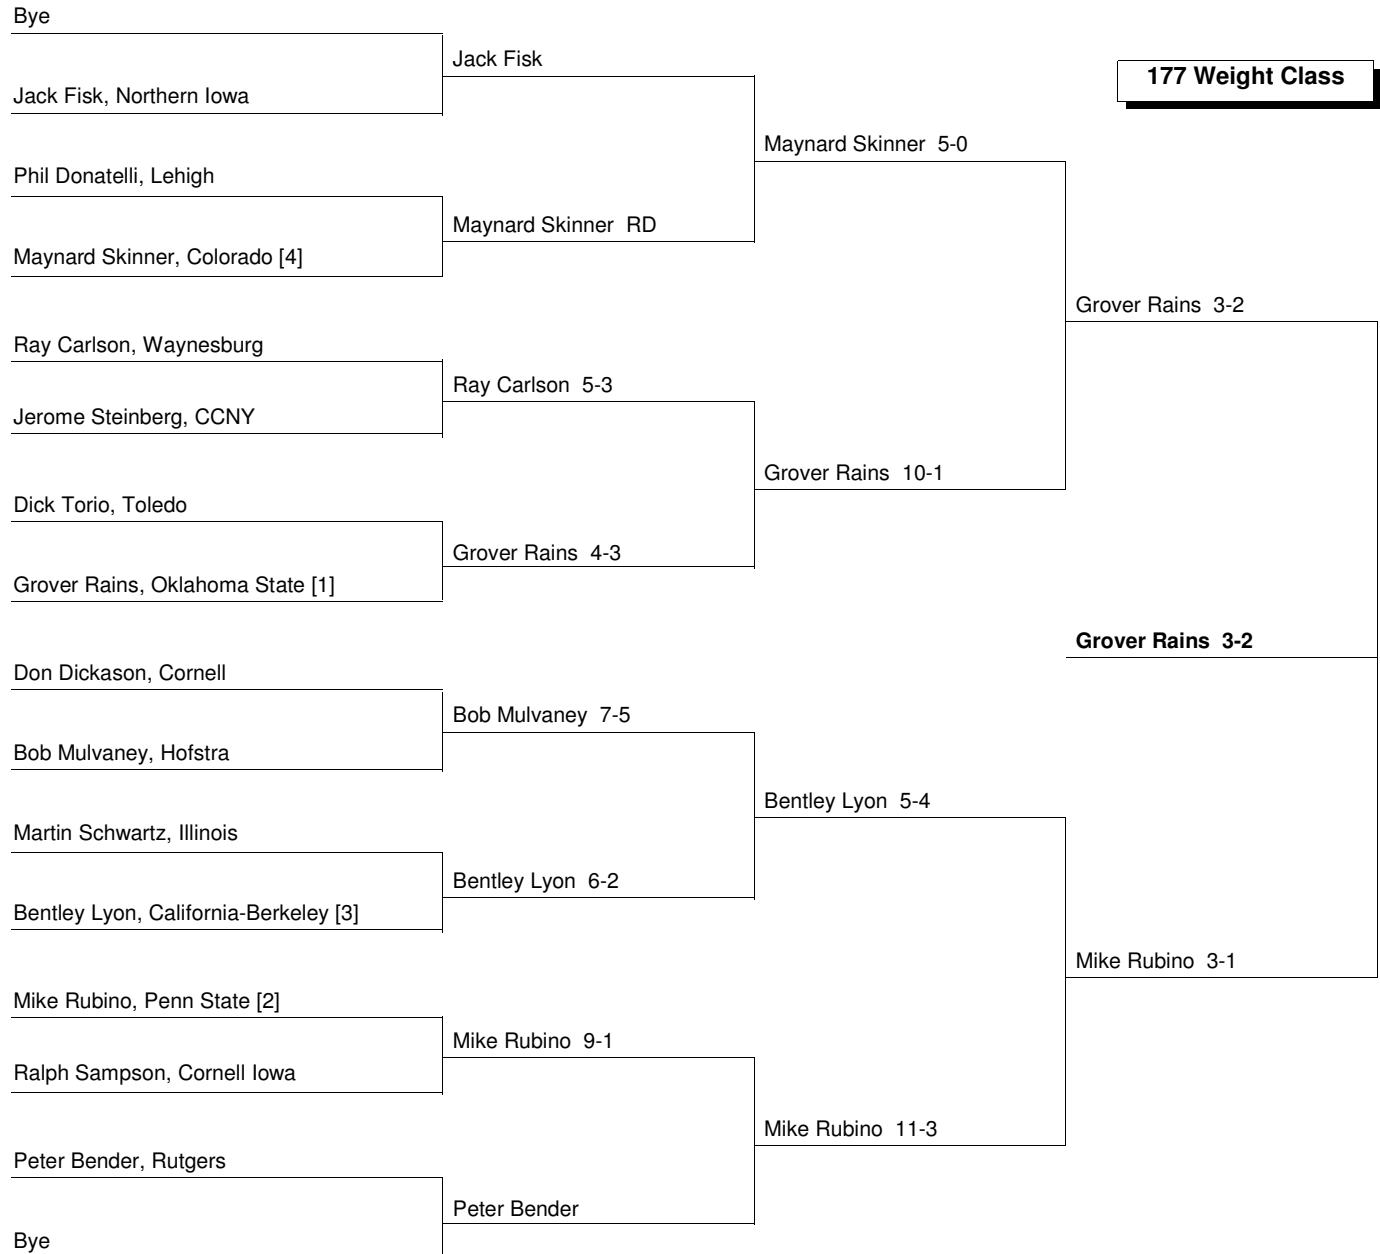 Bye
Jack Fisk
177 Weight Class
Jack Fisk, Northern Iowa
Maynard Skinner 5-0
Phil Donatelli, Lehigh
Maynard Skinner RD
Maynard Skinner, Colorado [4]
Grover Rains 3-2
Ray Carlson, Waynesburg
Ray Carlson 5-3
Jerome Steinberg, CCNY
Grover Rains 10-1
Dick Torio, Toledo
Grover Rains 4-3
Grover Rains, Oklahoma State [1]
Grover Rains 3-2
Don Dickason, Cornell
Bob Mulvaney 7-5
Bob Mulvaney, Hofstra
Bentley Lyon 5-4
Martin Schwartz, Illinois
Bentley Lyon 6-2
Bentley Lyon, California-Berkeley [3]
Mike Rubino 3-1
Mike Rubino, Penn State [2]
Mike Rubino 9-1
Ralph Sampson, Cornell Iowa
Mike Rubino 11-3
Peter Bender, Rutgers
Peter Bender
Bye